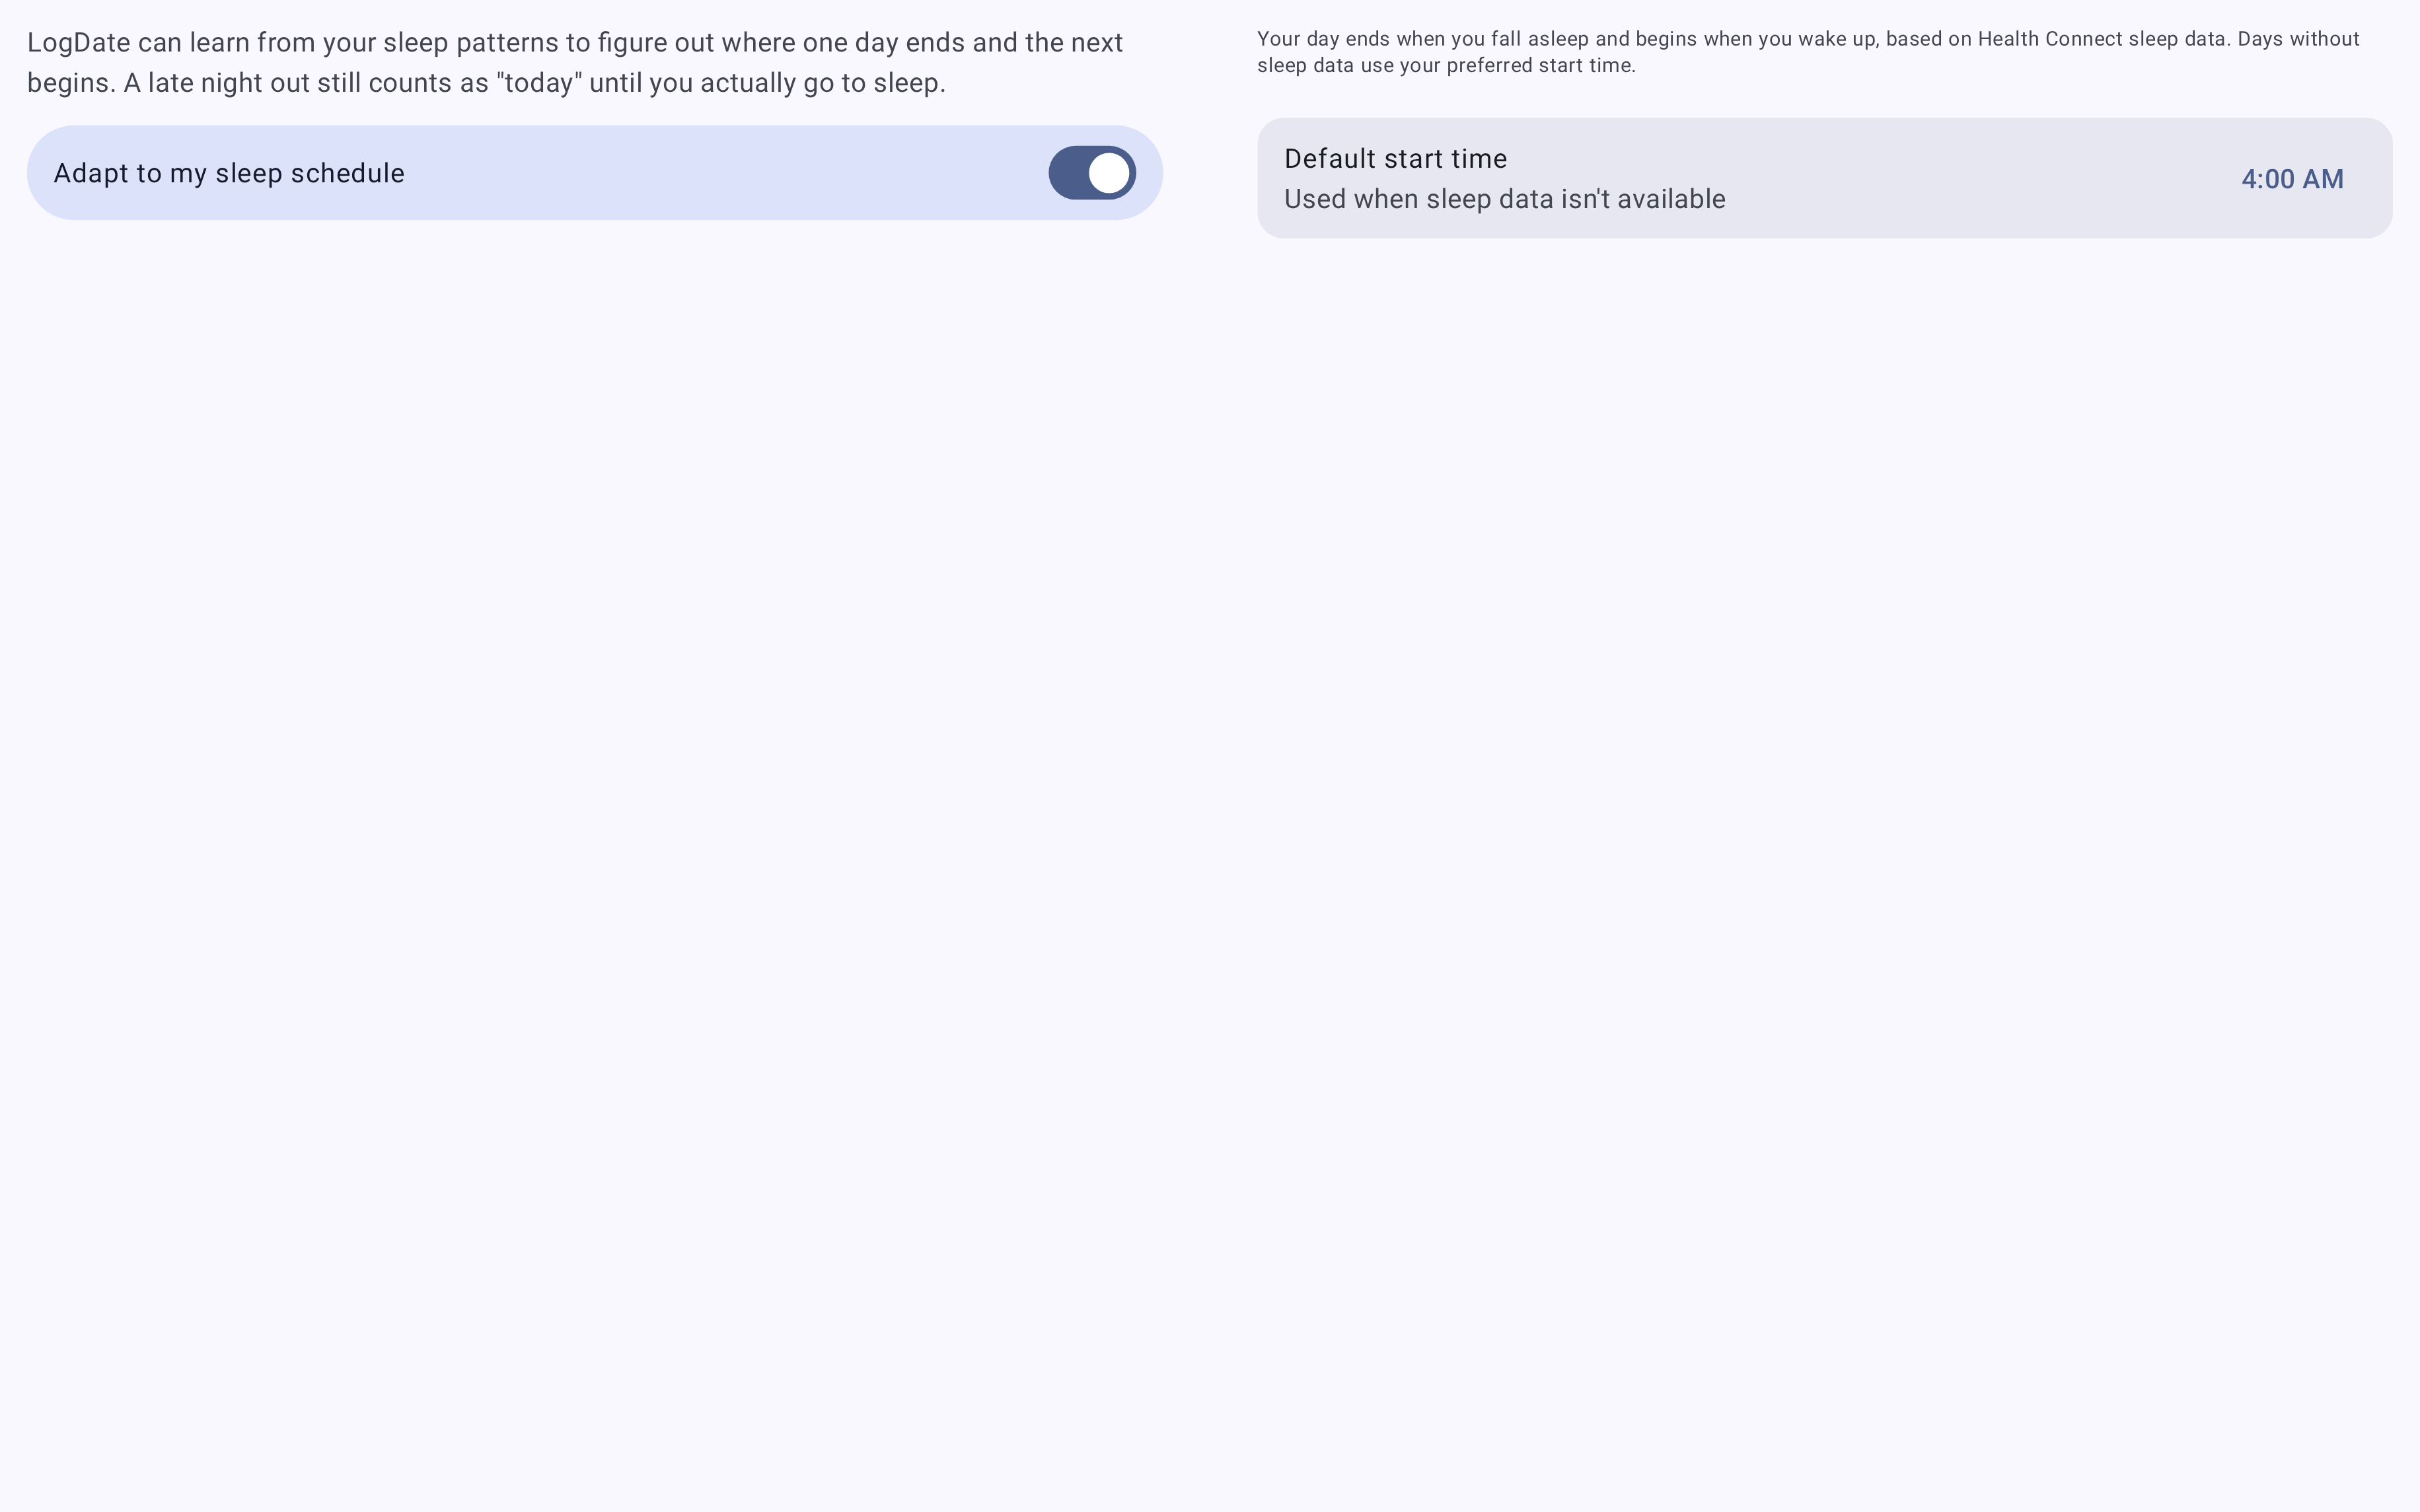 LogDate can learn from your sleep patterns to figure out where one day ends and the next
begins. A late night out still counts as "today" until you actually go to sleep.
Adapt to my sleep schedule
Your day ends when you fall asleep and begins when you wake up, based on Health Connect sleep data. Days without
sleep data use your preferred start time.
Default start time
Used when sleep data isn't available
4:00 AM